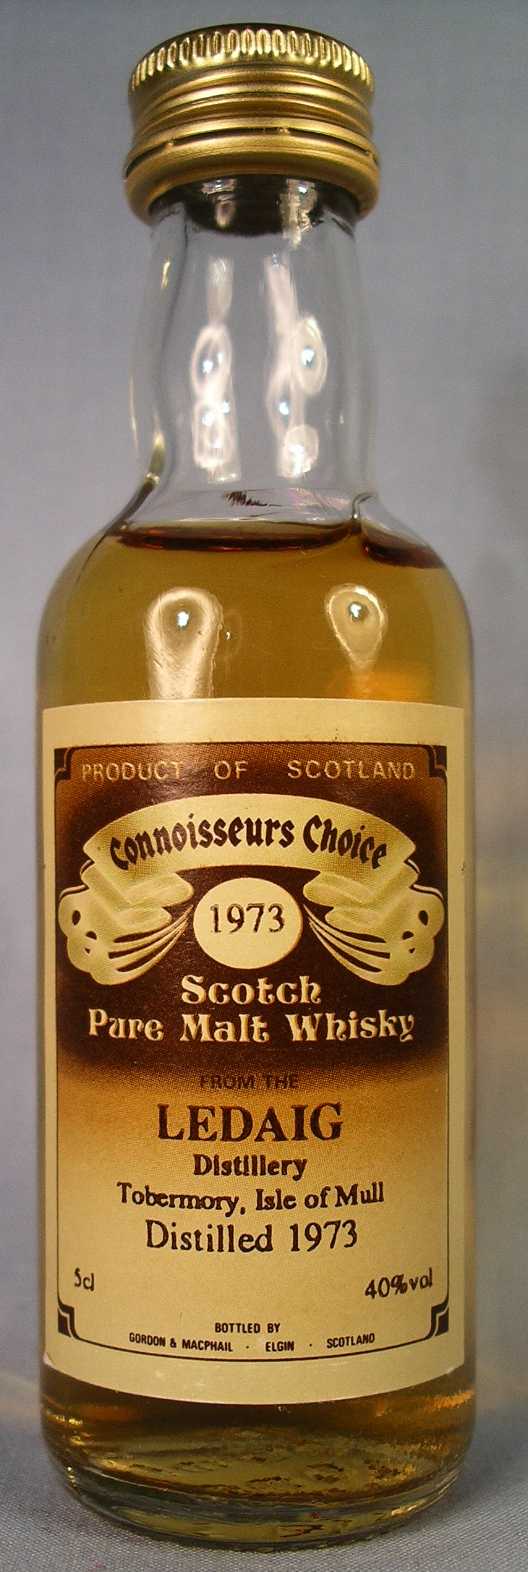 PRODUCT OF SCOTLAND
Connoisseurs Choice
1973
Scotch
Pure Malt Whisky
FROM THE
LEDAIG
Distillery
Tobermory, Isle of Mull
Distilled 1973
5cl 40%vol
BOTTLED BY
GORDON & MACPHAIL · ELGIN · SCOTLAND